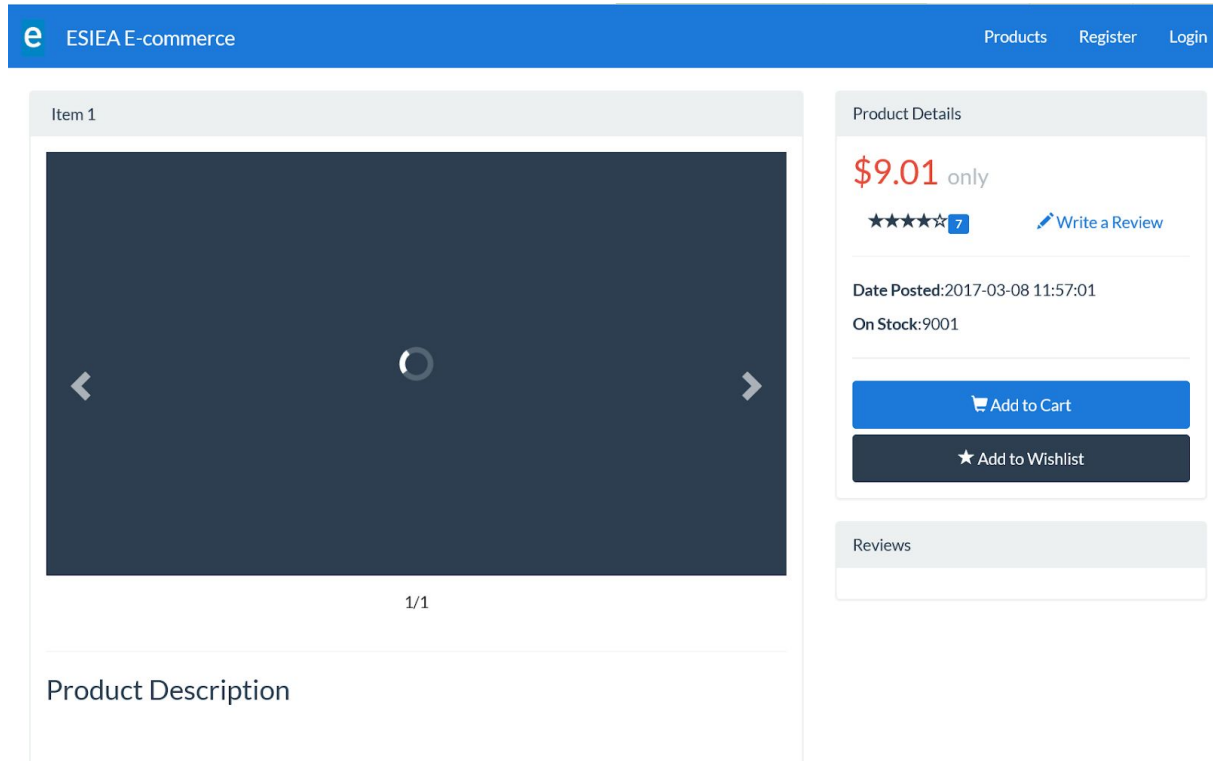 e ESIEA E-commerce Products Register Login
Item 1
1/1
Product Description
Product Details
$9.01 only
★★★★☆ 7 Write a Review
Date Posted:2017-03-08 11:57:01
On Stock:9001
Add to Cart
★ Add to Wishlist
Reviews